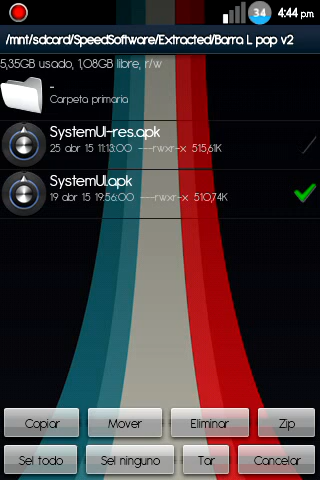 34 4:44 pm
/mnt/sdcard/SpeedSoftware/Extracted/Barra L pop v2
5,35GB usado, 1,08GB libre, r/w
..
Carpeta primaria
SystemUI-res.apk
25 abr 15 11:13:00 ---rwxr-x 515,61K
SystemUI.apk
19 abr 15 19:56:00 ---rwxr-x 510,74K
Copiar Mover Eliminar Zip
Sel todo Sel ninguno Tar Cancelar